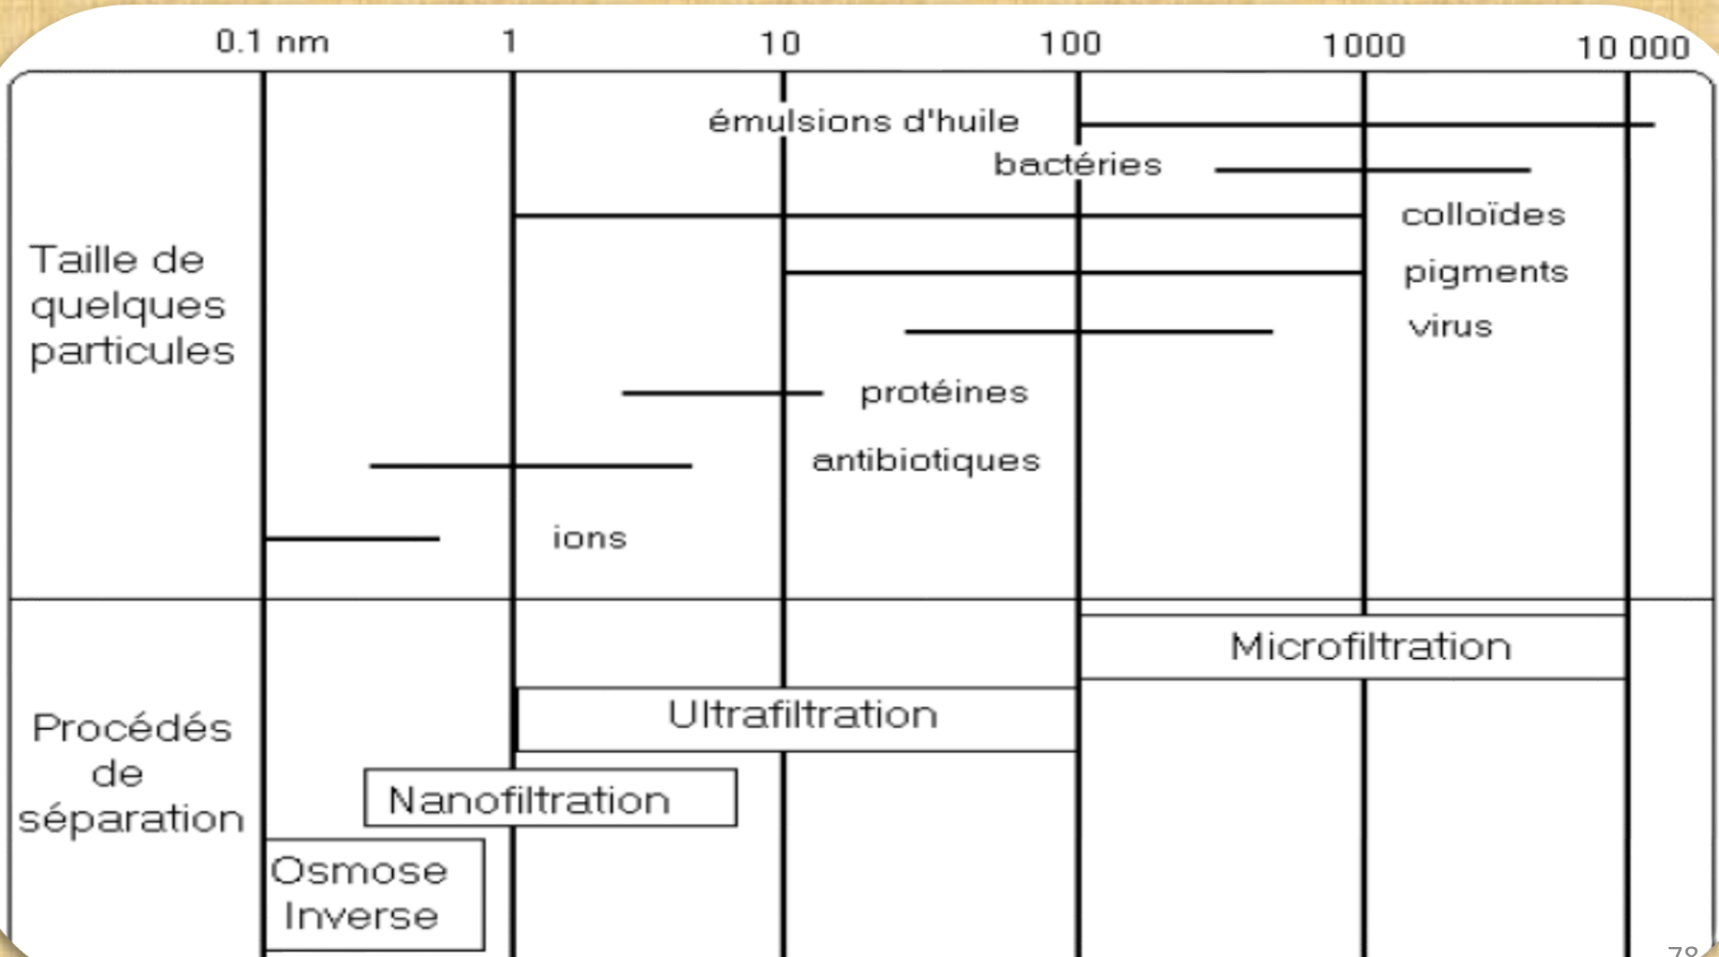 0.1 nm 1 10 100 1000 10 000
émulsions d'huile
bactéries
colloïdes
pigments
virus
protéines
antibiotiques
ions
Taille de
quelques
particules
Microfiltration
Ultrafiltration
Nanofiltration
Osmose
Inverse
Procédés
de
séparation
78